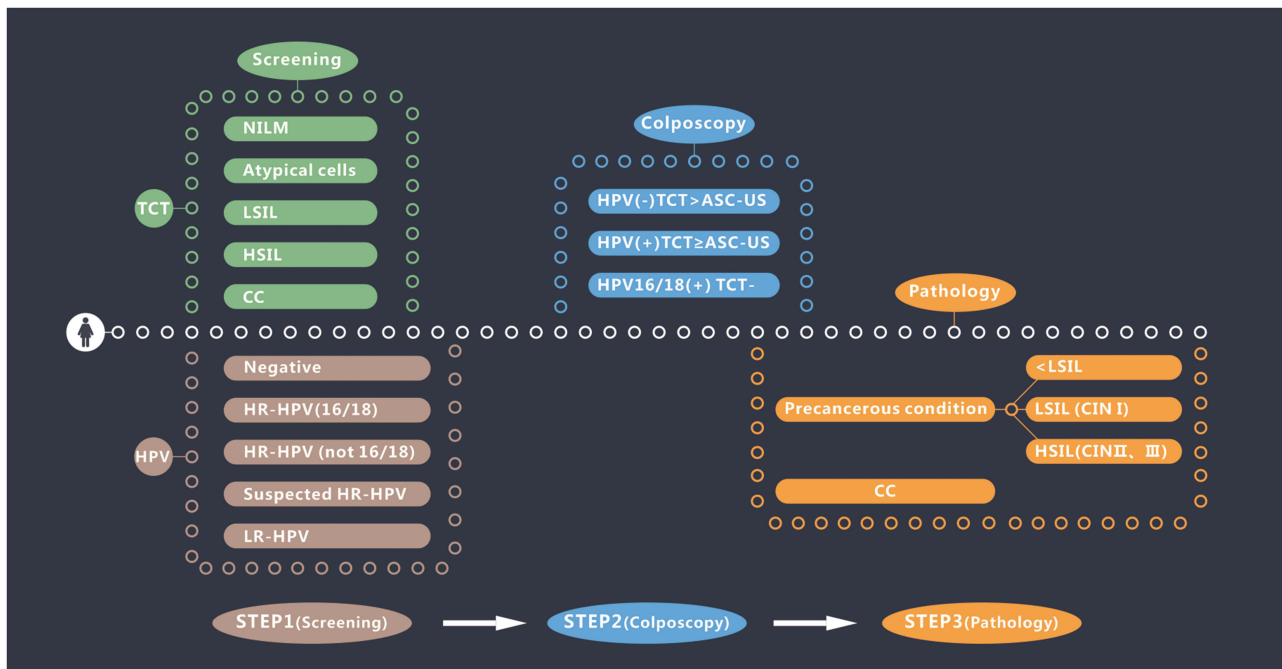 Screening
NILM
Atypical cells
TCT
LSIL
HSIL
CC
Colposcopy
HPV(-)TCT>ASC-US
HPV(+)TCT≥ASC-US
HPV16/18(+) TCT-
Pathology
Negative
HR-HPV(16/18)
HPV
HR-HPV (not 16/18)
Suspected HR-HPV
LR-HPV
Precancerous condition
<LSIL
LSIL (CIN I)
HSIL(CINⅡ、Ⅲ)
CC
STEP1(Screening)
STEP2(Colposcopy)
STEP3(Pathology)